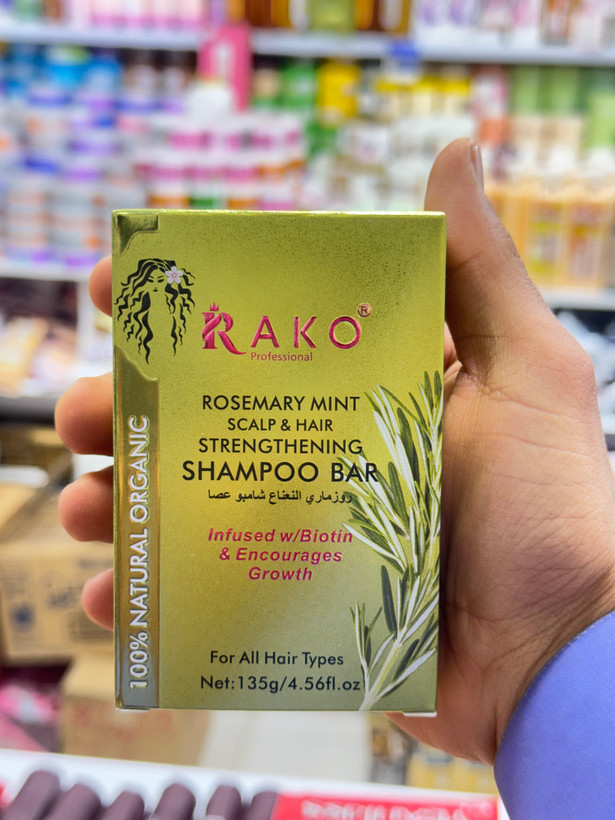 RAKO®
Professional
ROSEMARY MINT
SCALP & HAIR
STRENGTHENING
SHAMPOO BAR
روزماري النعناع شامبو عصا
Infused w/Biotin
& Encourages
Growth
For All Hair Types
Net:135g/4.56fl.oz
100% NATURAL ORGANIC